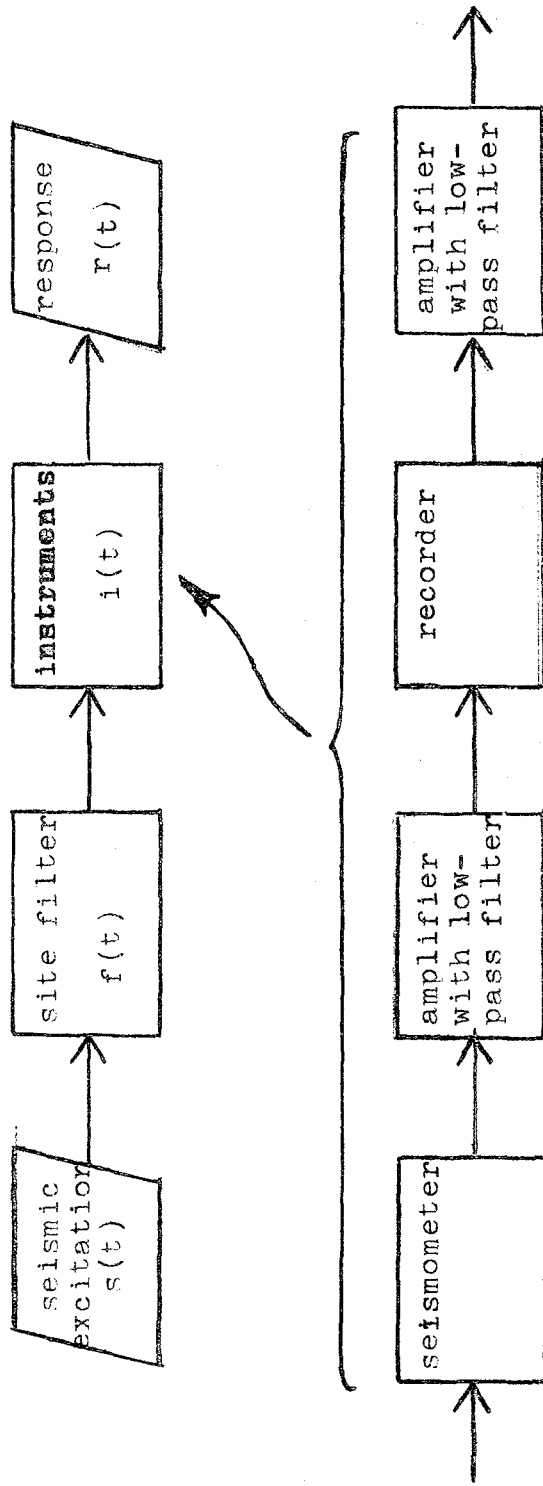 seismic
excitation
s(t)
site filter
f(t)
instruments
i(t)
response
r(t)
seismometer
amplifier
with low-
pass filter
recorder
amplifier
with low-
pass filter